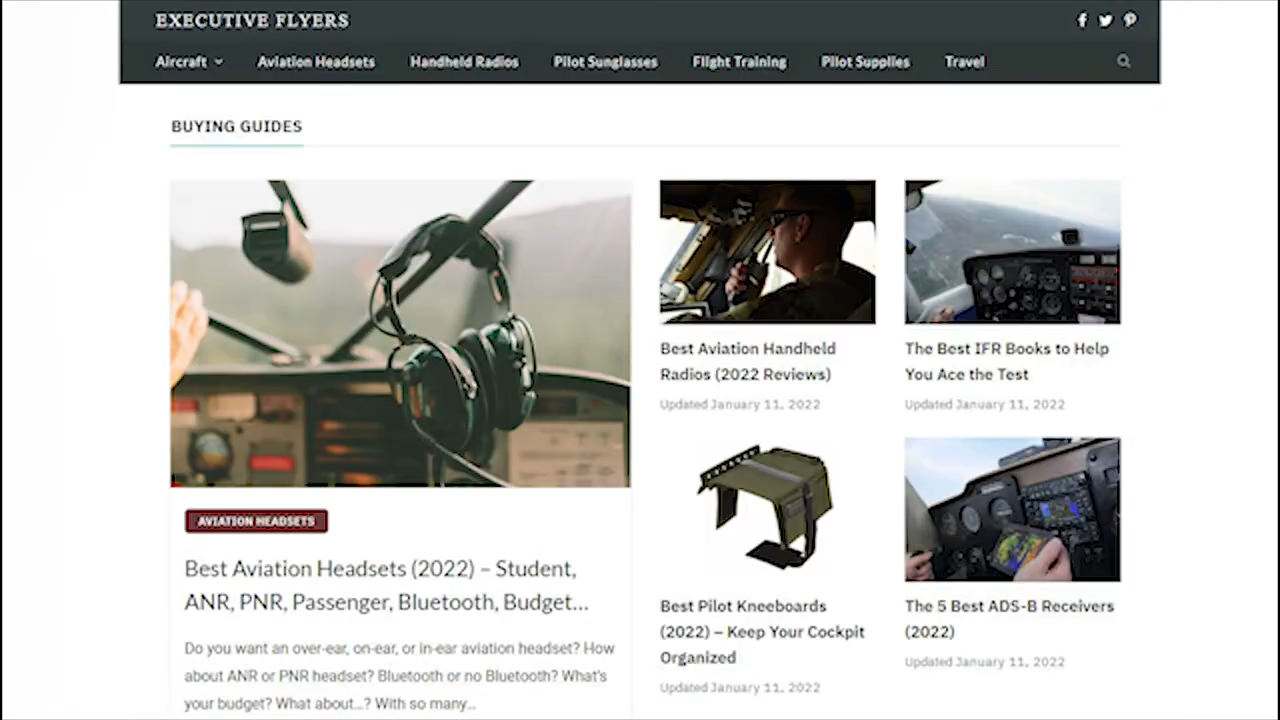 EXECUTIVE FLYERS
Aircraft
Aviation Headsets
Handheld Radios
Pilot Sunglasses
Flight Training
Pilot Supplies
Travel
BUYING GUIDES
AVIATION HEADSETS
Best Aviation Headsets (2022) – Student,
ANR, PNR, Passenger, Bluetooth, Budget...
Do you want an over-ear, on-ear, or in-ear aviation headset? How
about ANR or PNR headset? Bluetooth or no Bluetooth? What's
your budget? What about...? With so many...
Best Aviation Handheld
Radios (2022 Reviews)
Updated January 11, 2022
The Best IFR Books to Help
You Ace the Test
Updated January 11, 2022
Best Pilot Kneeboards
(2022) – Keep Your Cockpit
Organized
Updated January 11, 2022
The 5 Best ADS-B Receivers
(2022)
Updated January 11, 2022